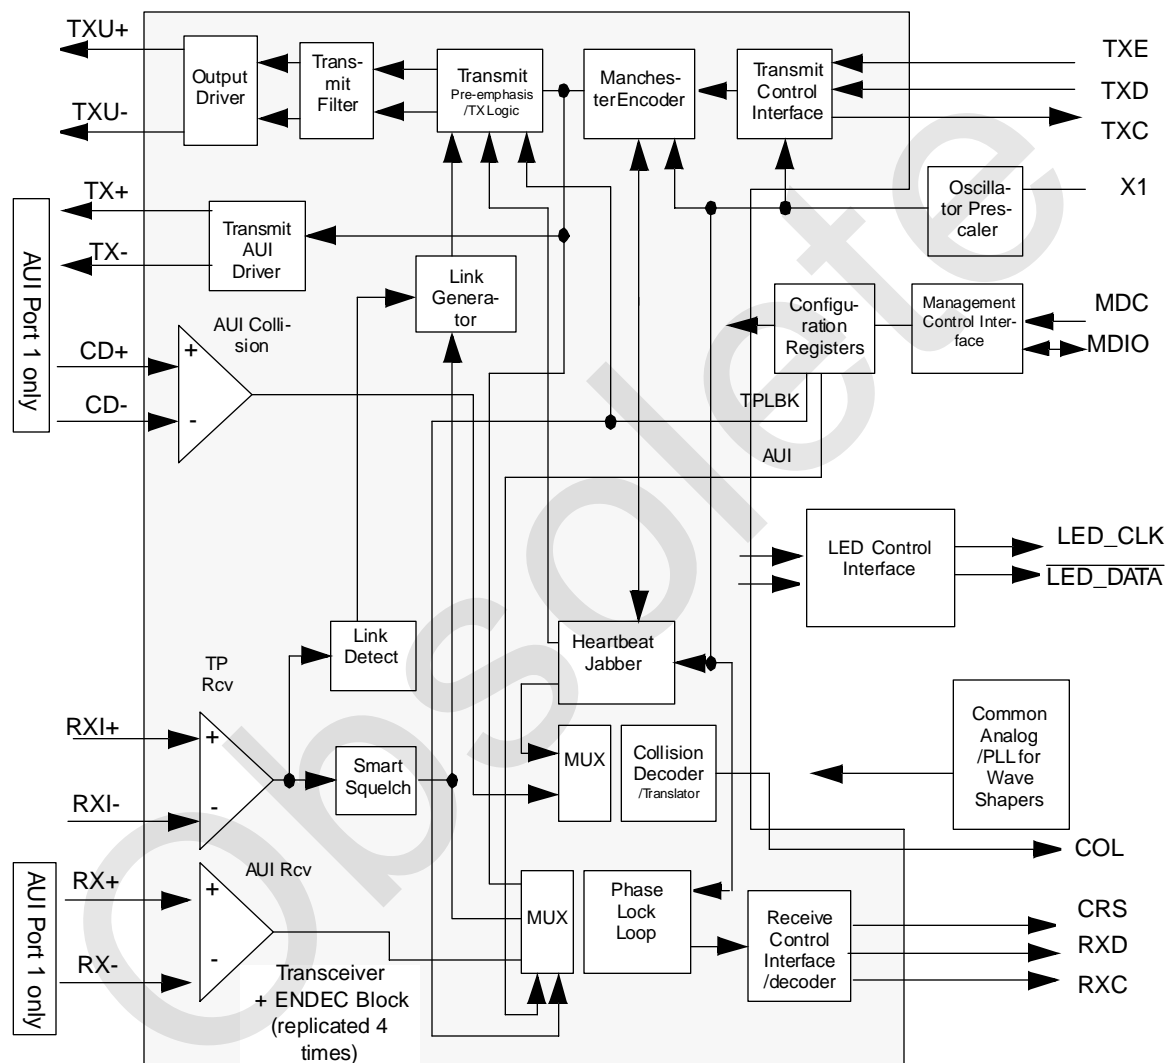 TXU+
TXU-
Output
Driver
Trans-
mit
Filter
Transmit
Pre-emphasis
/TX Logic
Manches-
terEncoder
Transmit
Control
Interface
TXE
TXD
TXC
X1
Oscilla-
tor Pres-
caler
AUI Port 1 only
TX+
TX-
Transmit
AUI
Driver
Link
Genera-
tor
Configu-
ration
Registers
Management
Control Inter-
face
MDC
MDIO
AUI Colli-
sion
CD+
CD-
+
-
TPLBK
AUI
LED Control
Interface
LED_CLK
LED_DATA
Link
Detect
Heartbeat
Jabber
TP
Rcv
RXI+
RXI-
+
-
Smart
Squelch
MUX
Collision
Decoder
/Translator
Common
Analog
/PLL for
Wave
Shapers
COL
AUI Port 1 only
RX+
RX-
AUI Rcv
+
-
MUX
Phase
Lock
Loop
Receive
Control
Interface
/decoder
CRS
RXD
RXC
Transceiver
+ ENDEC Block
(replicated 4
times)
Obsolete